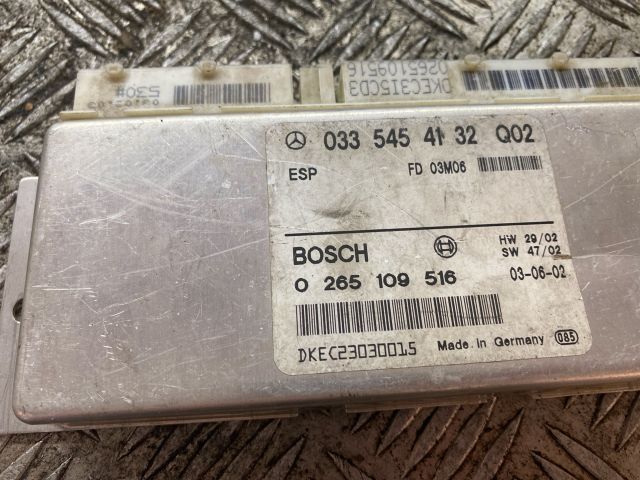 530#
DKEC3I5CD3
0265109516
033 545 41 32 Q02
ESP FD 03M06
BOSCH HW 29/02
SW 47/02
0 265 109 516 03-06-02
DKEC23030015 Made in Germany 085